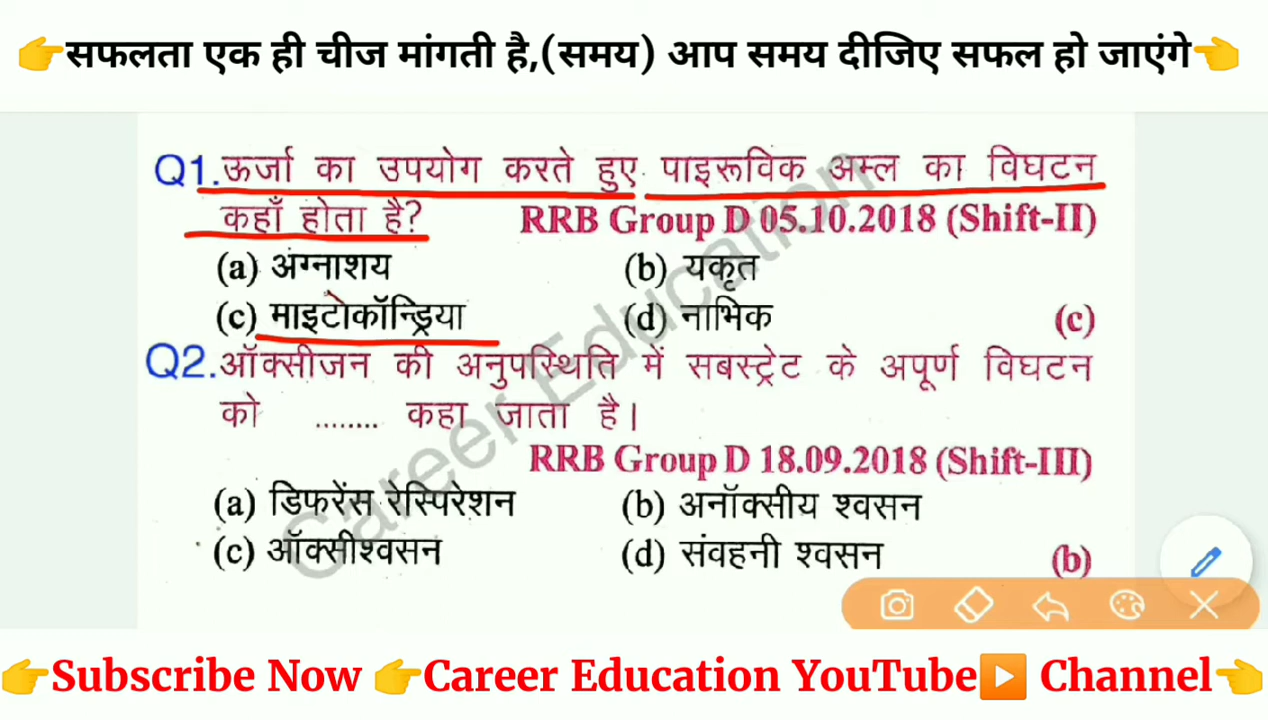 👉सफलता एक ही चीज मांगती है,(समय) आप समय दीजिए सफल हो जाएंगे👈
Q1.ऊर्जा का उपयोग करते हुए पाइरूविक अम्ल का विघटन
कहाँ होता है? RRB Group D 05.10.2018 (Shift-II)
(a) अंग्नाशय (b) यकृत
(c) माइटोकॉन्ड्रिया (d) नाभिक (c)
Q2.ऑक्सीजन की अनुपस्थिति में सबस्ट्रेट के अपूर्ण विघटन
को ........ कहा जाता है।
RRB Group D 18.09.2018 (Shift-III)
(a) डिफरेंस रेस्पिरेशन (b) अनॉक्सीय श्वसन
(c) ऑक्सीश्वसन (d) संवहनी श्वसन (b)
Career Education
👉Subscribe Now 👉Career Education YouTube▶️ Channel👈